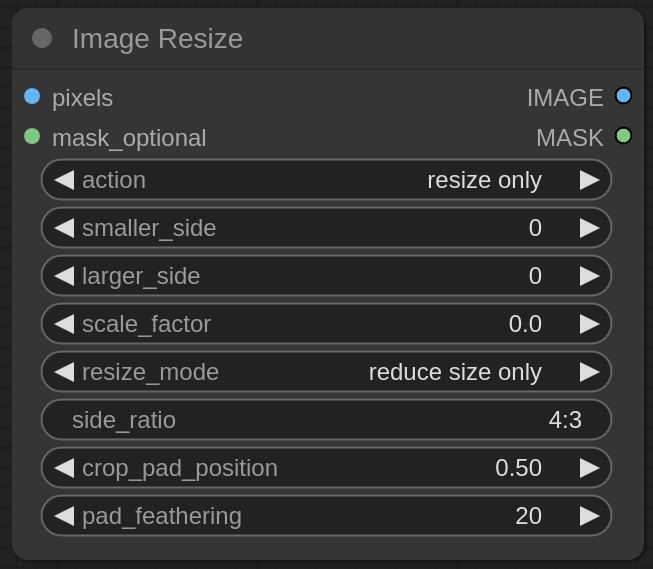 Image Resize
pixels IMAGE
mask_optional MASK
action resize only
smaller_side 0
larger_side 0
scale_factor 0.0
resize_mode reduce size only
side_ratio 4:3
crop_pad_position 0.50
pad_feathering 20